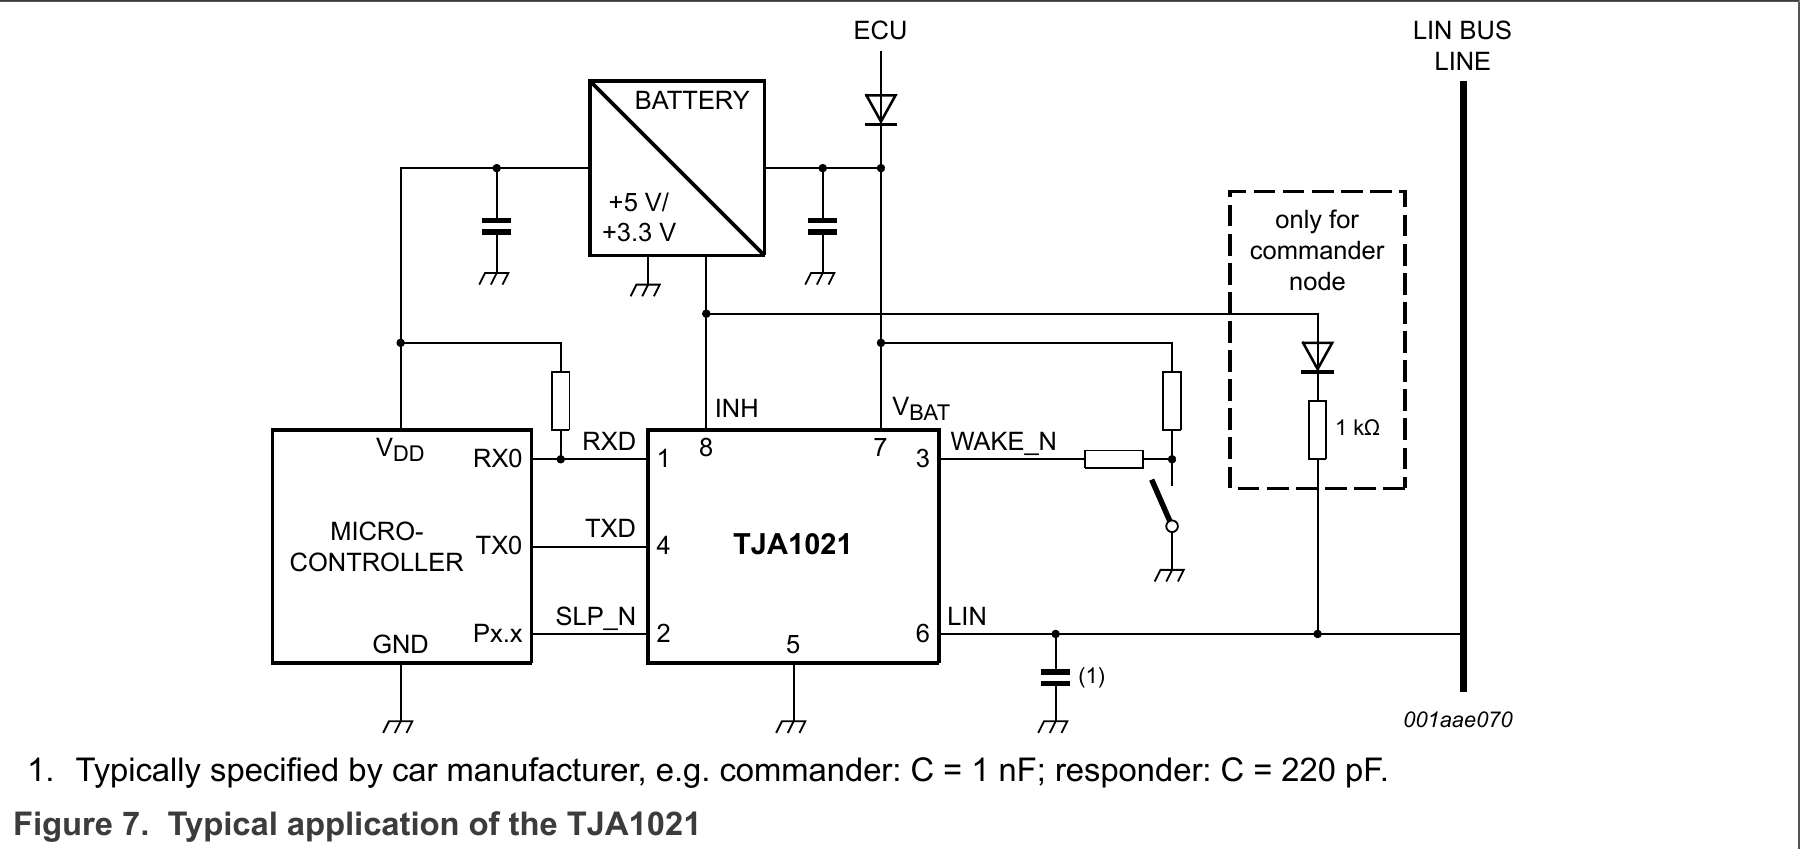 ECU
LIN BUS
LINE
BATTERY
+5 V/
+3.3 V
only for
commander
node
1 kΩ
INH
VBAT
VDD
RX0
RXD
1
8
7
3
WAKE_N
MICRO-
CONTROLLER
TX0
TXD
4
TJA1021
GND
Px.x
SLP_N
2
5
6
LIN
(1)
001aae070
1. Typically specified by car manufacturer, e.g. commander: C = 1 nF; responder: C = 220 pF.
Figure 7. Typical application of the TJA1021